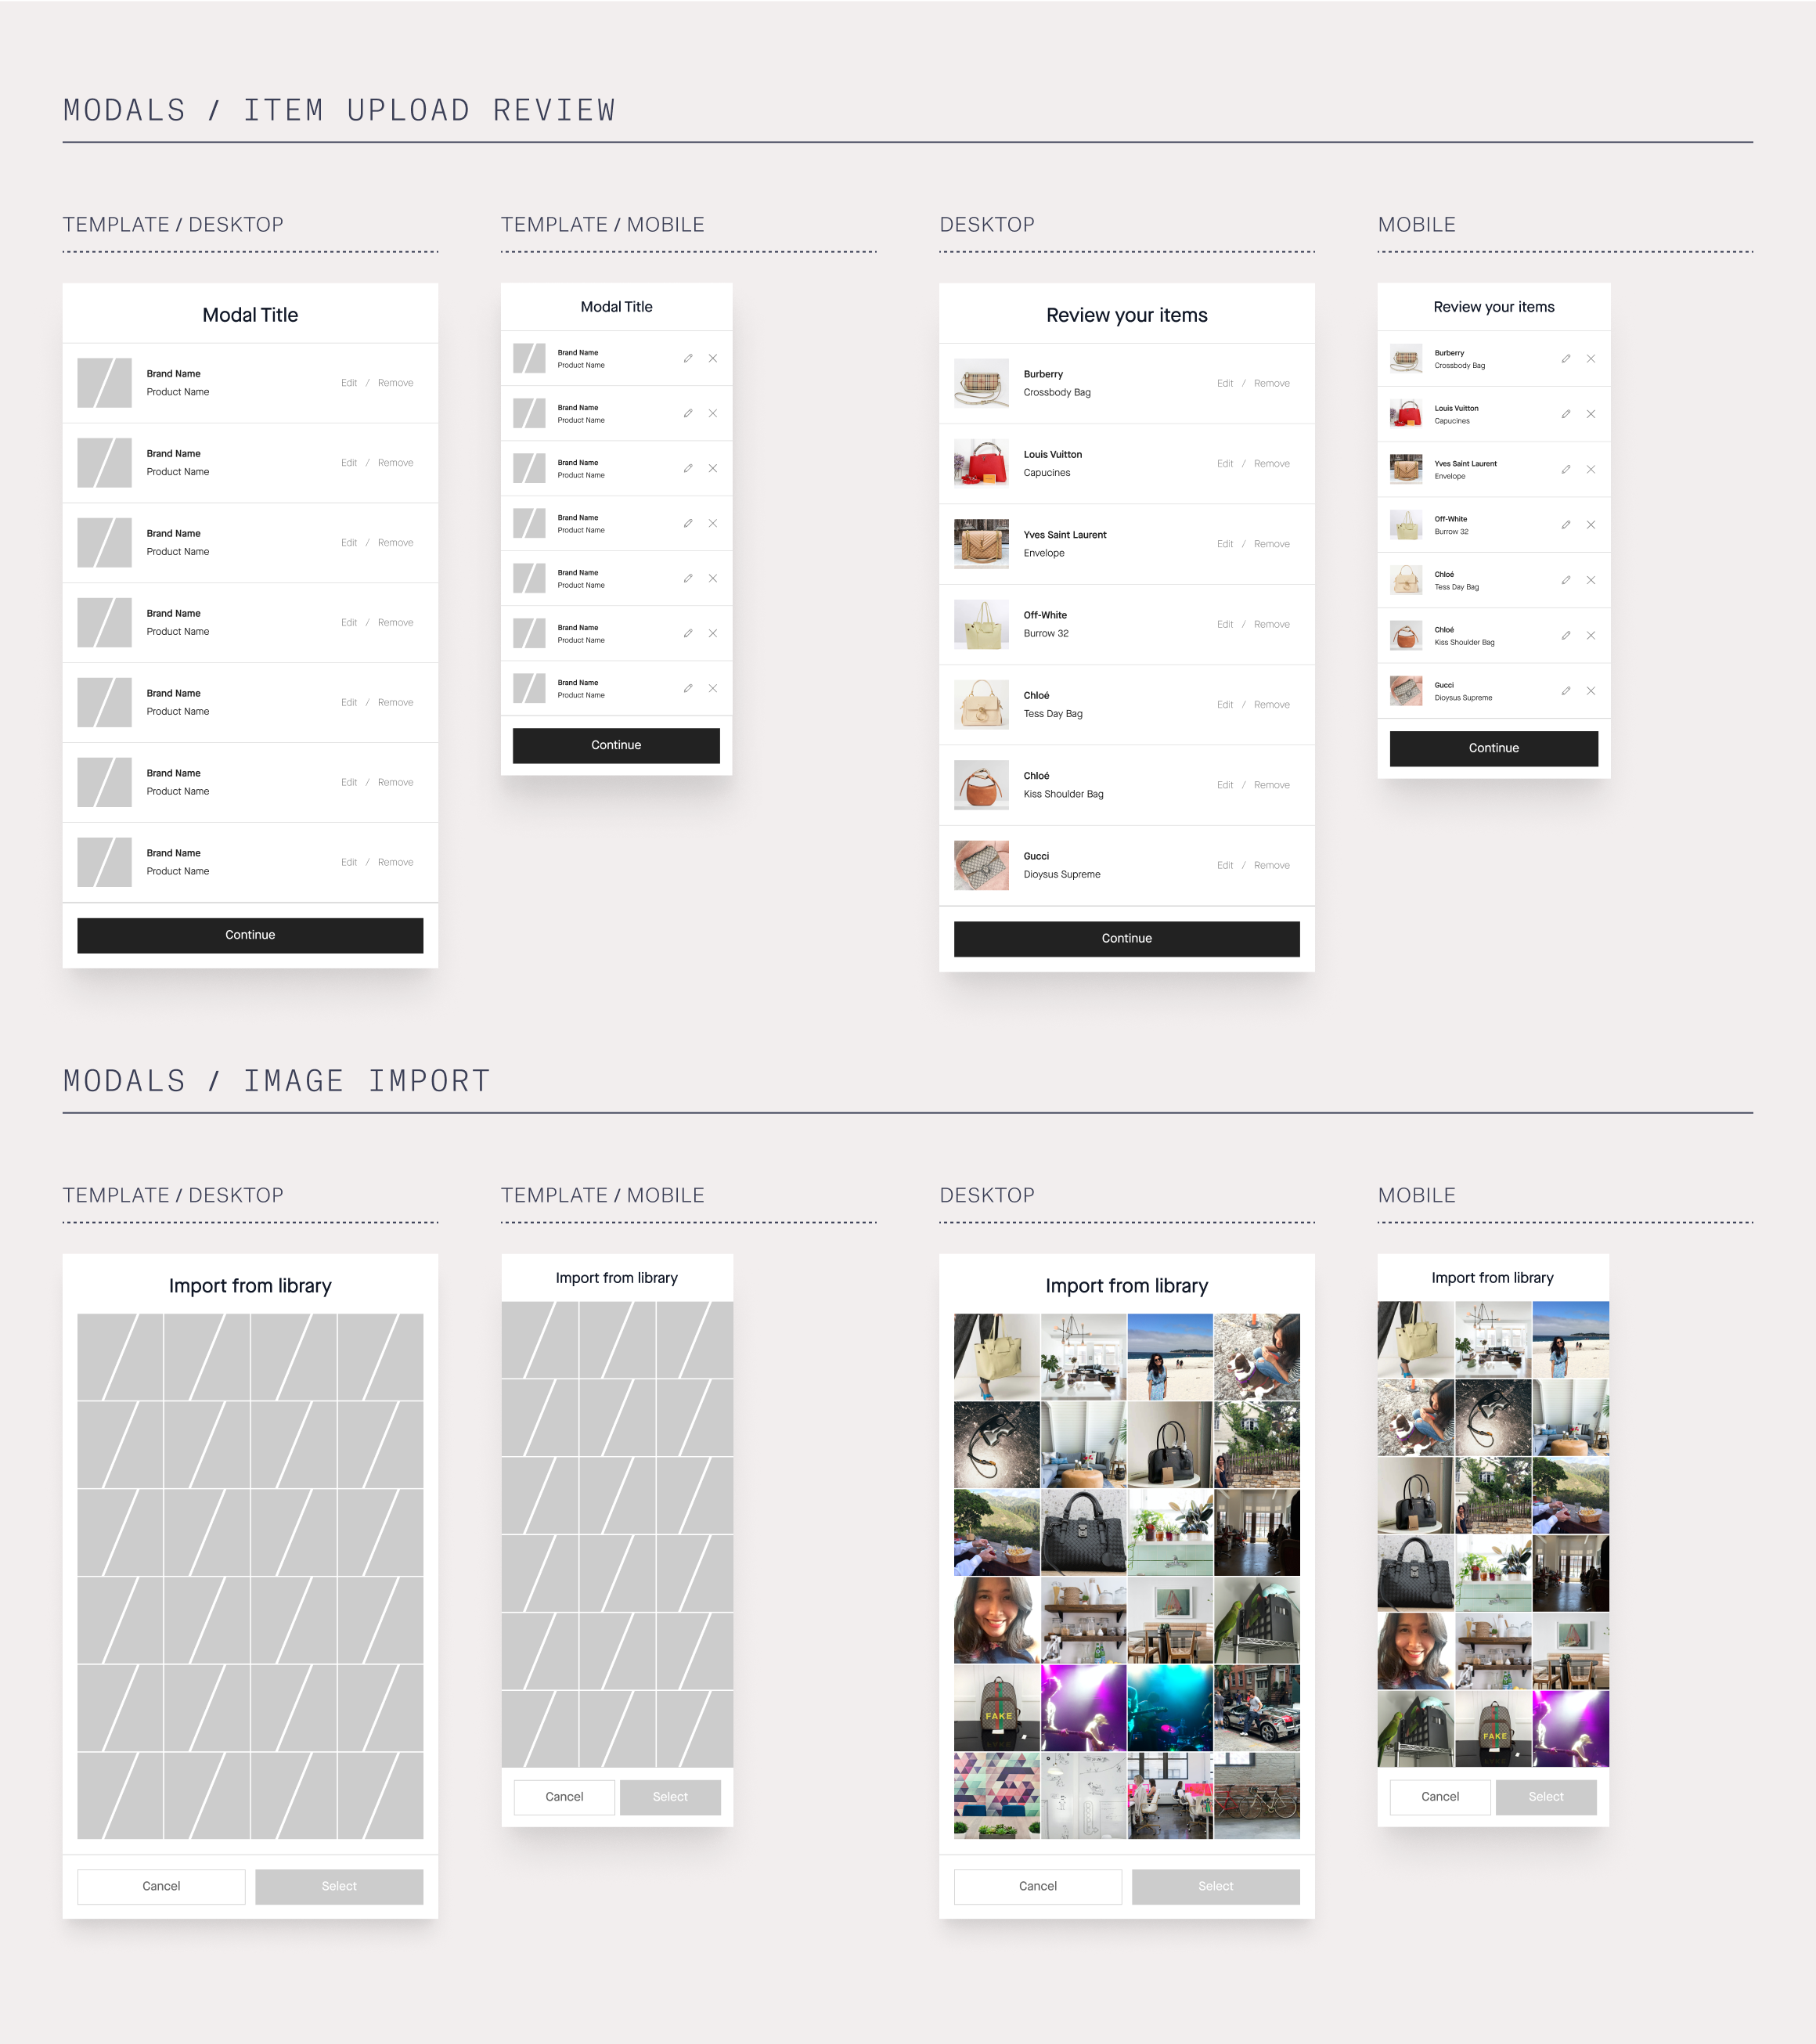 MODALS / ITEM UPLOAD REVIEW
TEMPLATE / DESKTOP
Modal Title
Brand Name
Product Name
Edit / Remove
Brand Name
Product Name
Edit / Remove
Brand Name
Product Name
Edit / Remove
Brand Name
Product Name
Edit / Remove
Brand Name
Product Name
Edit / Remove
Brand Name
Product Name
Edit / Remove
Brand Name
Product Name
Edit / Remove
Continue
TEMPLATE / MOBILE
Modal Title
Brand Name
Product Name
Brand Name
Product Name
Brand Name
Product Name
Brand Name
Product Name
Brand Name
Product Name
Brand Name
Product Name
Brand Name
Product Name
Continue
DESKTOP
Review your items
Burberry
Crossbody Bag
Edit / Remove
Louis Vuitton
Capucines
Edit / Remove
Yves Saint Laurent
Envelope
Edit / Remove
Off-White
Burrow 32
Edit / Remove
Chloé
Tess Day Bag
Edit / Remove
Chloé
Kiss Shoulder Bag
Edit / Remove
Gucci
Dioysus Supreme
Edit / Remove
Continue
MOBILE
Review your items
Burberry
Crossbody Bag
Louis Vuitton
Capucines
Yves Saint Laurent
Envelope
Off-White
Burrow 32
Chloé
Tess Day Bag
Chloé
Kiss Shoulder Bag
Gucci
Dioysus Supreme
Continue
MODALS / IMAGE IMPORT
TEMPLATE / DESKTOP
Import from library
Cancel
Select
TEMPLATE / MOBILE
Import from library
Cancel
Select
DESKTOP
Import from library
FAKE
Cancel
Select
MOBILE
Import from library
FAKE
Cancel
Select